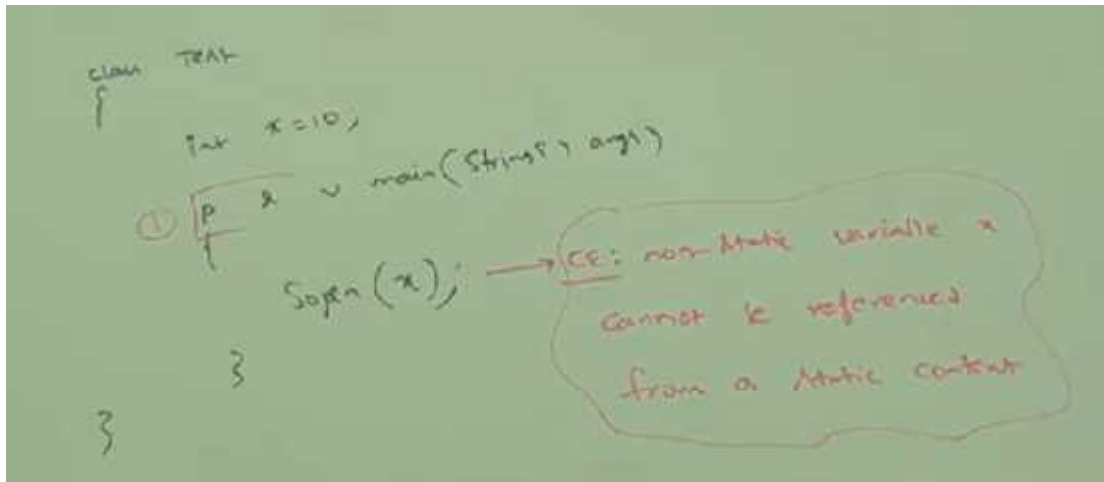 class Test
{
int x=10;
① p s v main(String[] args)
{
Sopln(x); → CE: non-static variable x
cannot be referenced
from a static context
}
}